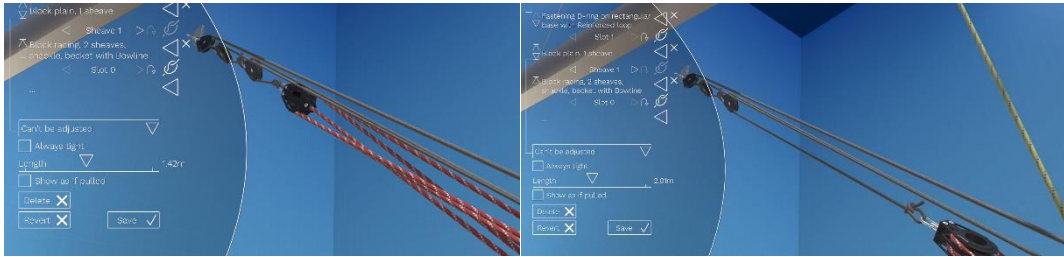 Block plain, 1 sheave
Sheave 1
Block racing, 2 sheaves,
shackle, becket with Bowline
Slot 0
...
Can't be adjusted
Always tight
Length
1.42m
Show as if pulled
Delete
Revert
Save
Fastening D-ring on rectangular
base with Reinforced loop
Slot 1
Block plain, 1 sheave
Sheave 1
Block racing, 2 sheaves,
shackle, becket with Bowline
Slot 0
...
Can't be adjusted
Always tight
Length
2.01m
Show as if pulled
Delete
Revert
Save